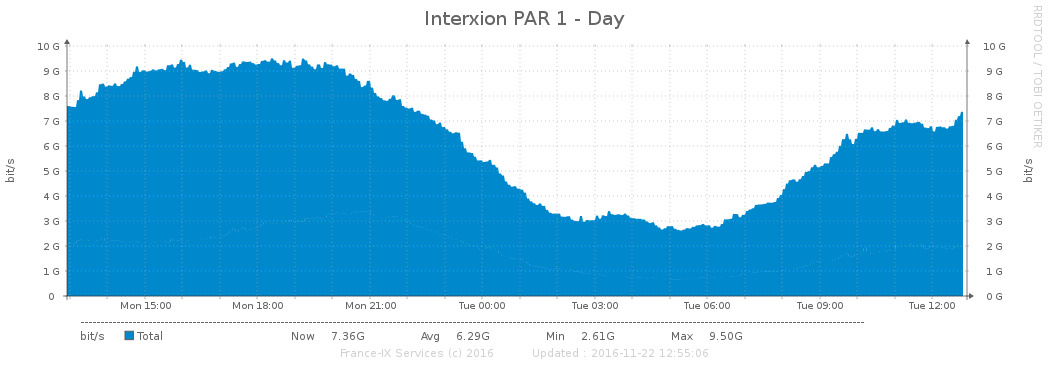 Interxion PAR 1 - Day
RRDTOOL / TOBI OETIKER
10 G 10 G
9 G 9 G
8 G 8 G
7 G 7 G
6 G 6 G
5 G 5 G
4 G 4 G
3 G 3 G
2 G 2 G
1 G 1 G
0 0 G
bit/s bit/s
Mon 15:00 Mon 18:00 Mon 21:00 Tue 00:00 Tue 03:00 Tue 06:00 Tue 09:00 Tue 12:00
bit/s Total Now 7.36G Avg 6.29G Min 2.61G Max 9.50G
France-IX Services (c) 2016 Updated : 2016-11-22 12:55:06